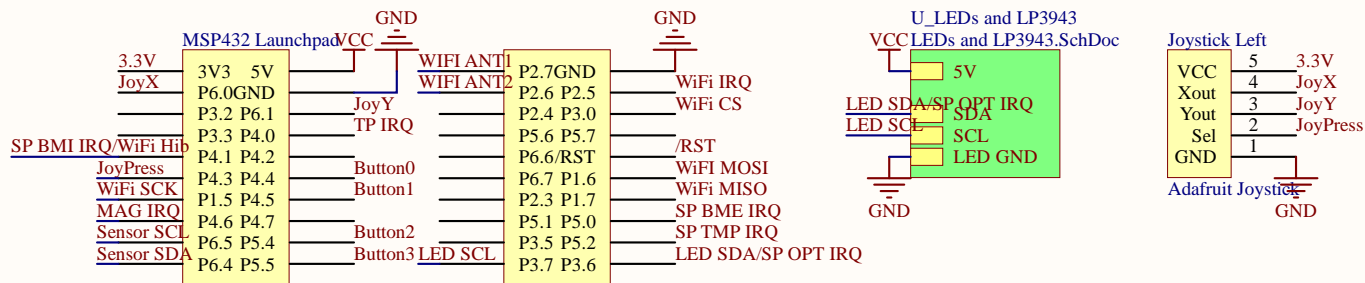 GND
U_LEDs and LP3943
MSP432 Launchpad
VCC
VCC LEDs and LP3943.SchDoc
Joystick Left
3.3V 3V3 5V
WIFI ANT1 P2.7 GND
5V
VCC 5 3.3V
JoyX P6.0 GND
WIFI ANT2 P2.6 P2.5 WiFi IRQ
Xout 4 JoyX
P3.2 P6.1 JoyY
P2.4 P3.0 WiFi CS
LED SDA/SP OPT IRQ SDA
Yout 3 JoyY
P3.3 P4.0 TP IRQ
P5.6 P5.7
LED SCL SCL
Sel 2 JoyPress
SP BMI IRQ/WiFi Hib P4.1 P4.2
P6.6 /RST /RST
LED GND
GND 1
JoyPress P4.3 P4.4 Button0
P6.7 P1.6 WiFI MOSI
WiFi SCK P1.5 P4.5 Button1
P2.3 P1.7 WiFi MISO
Adafruit Joystick
MAG IRQ P4.6 P4.7
P5.1 P5.0 SP BME IRQ
GND
GND
Sensor SCL P6.5 P5.4 Button2
P3.5 P5.2 SP TMP IRQ
Sensor SDA P6.4 P5.5 Button3
LED SCL P3.7 P3.6 LED SDA/SP OPT IRQ